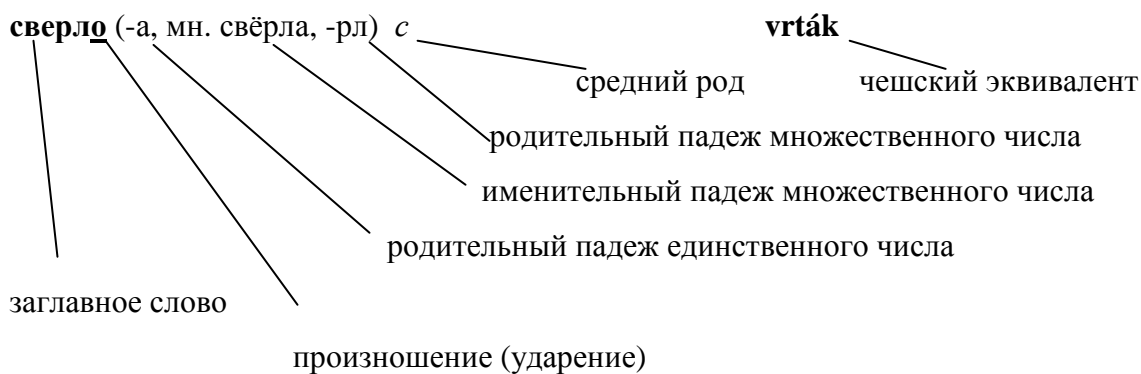 сверло (-а, мн. свёрла, -рл) с vrták
средний род чешский эквивалент
родительный падеж множественного числа
именительный падеж множественного числа
родительный падеж единственного числа
заглавное слово
произношение (ударение)